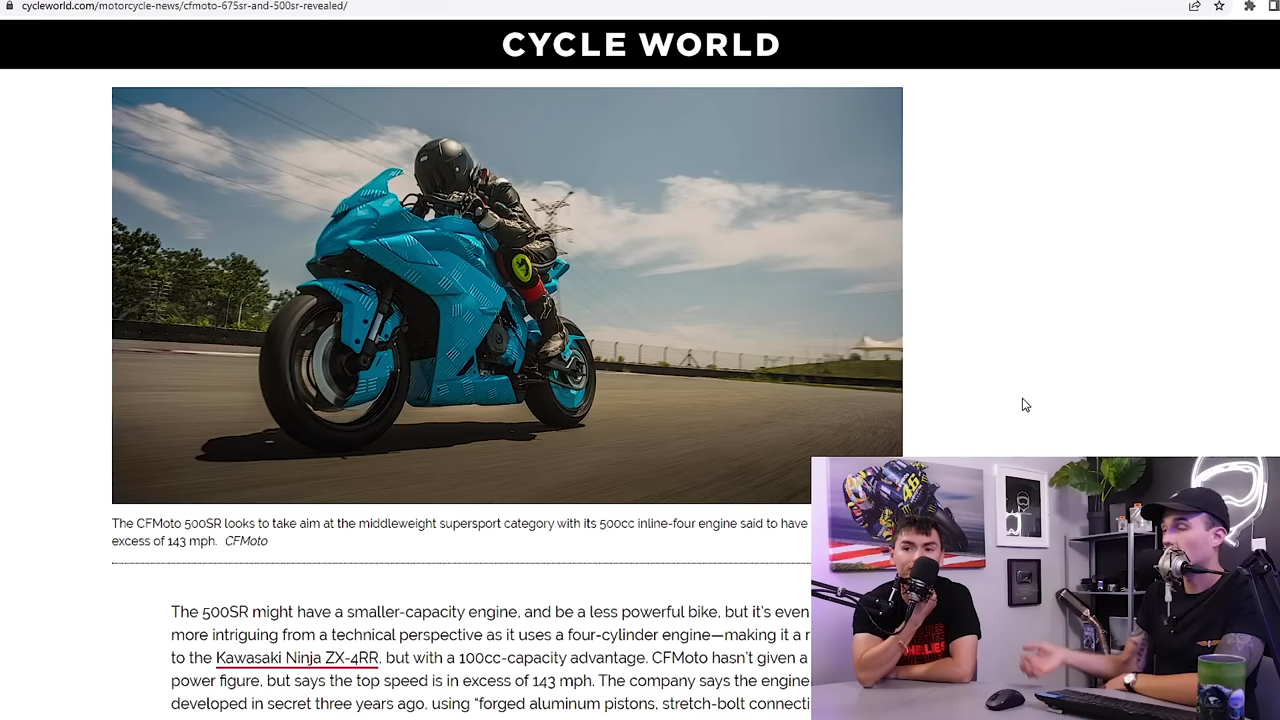 cycleworld.com/motorcycle-news/cfmoto-675sr-and-500sr-revealed/
CYCLE WORLD
The CFMoto 500SR looks to take aim at the middleweight supersport category with its 500cc inline-four engine said to have
excess of 143 mph. CFMoto
46
The 500SR might have a smaller-capacity engine, and be a less powerful bike, but it's even
more intriguing from a technical perspective as it uses a four-cylinder engine—making it a r
to the Kawasaki Ninja ZX-4RR, but with a 100cc-capacity advantage. CFMoto hasn't given a
power figure, but says the top speed is in excess of 143 mph. The company says the engine
developed in secret three years ago, using "forged aluminum pistons, stretch-bolt connecti